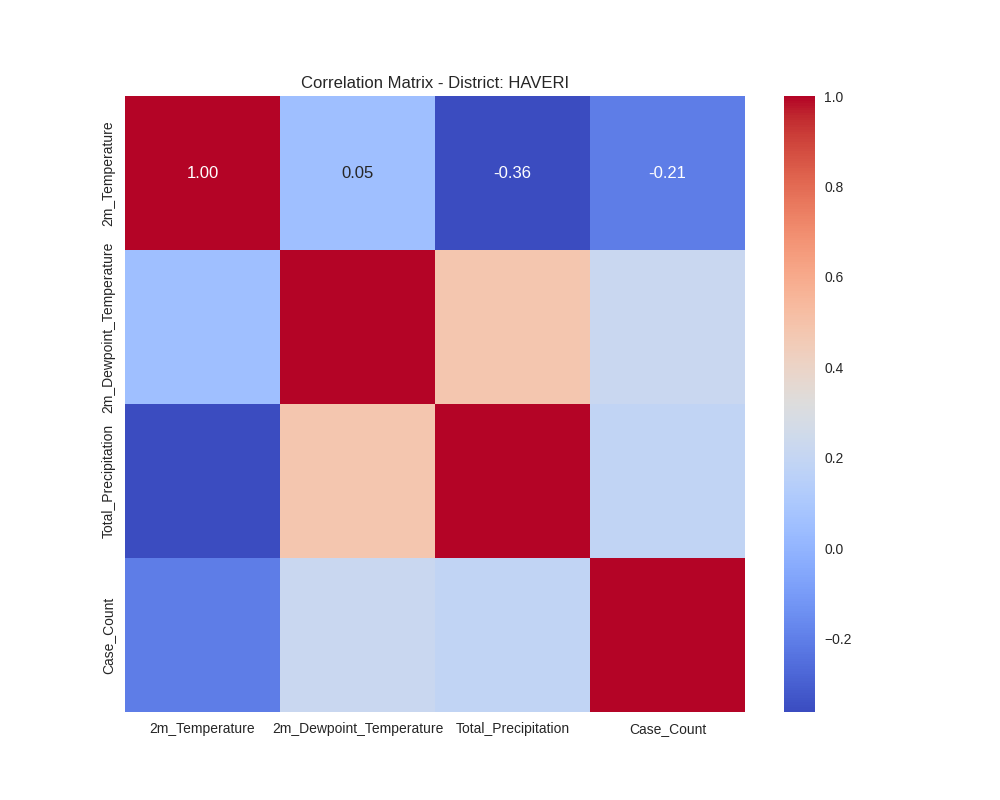 Correlation Matrix - District: HAVERI
2m_Temperature
1.00
0.05
-0.36
-0.21
2m_Dewpoint_Temperature
Total_Precipitation
Case_Count
2m_Temperature
2m_Dewpoint_Temperature
Total_Precipitation
Case_Count
1.0
0.8
0.6
0.4
0.2
0.0
−0.2